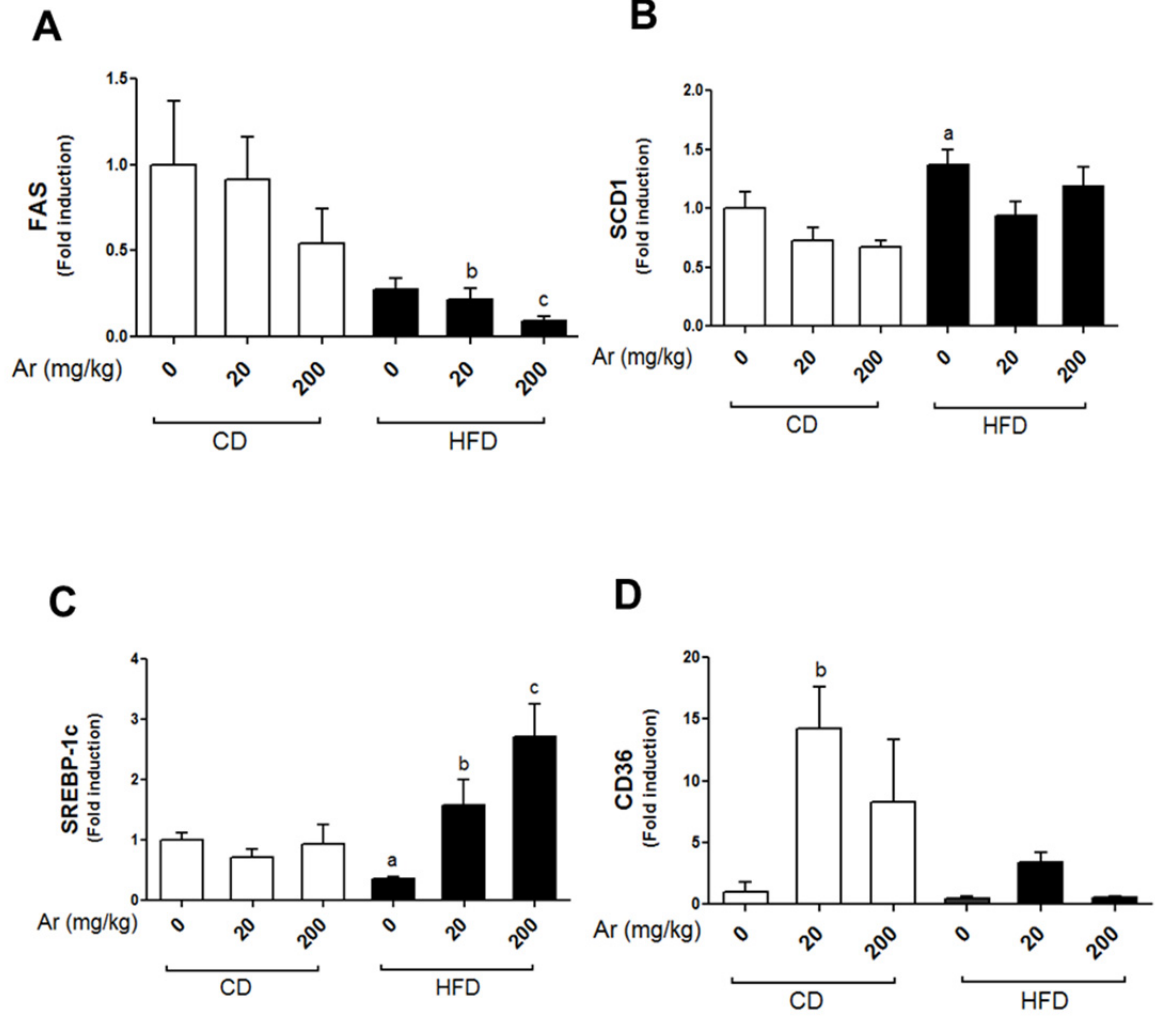 A
FAS
(Fold induction)
1.5
1.0
0.5
0.0
b
c
Ar (mg/kg)
0 20 200 0 20 200
CD HFD
B
SCD1
(Fold induction)
2.0
1.5
1.0
0.5
0.0
a
Ar (mg/kg)
0 20 200 0 20 200
CD HFD
C
SREBP-1c
(Fold induction)
4
3
2
1
0
a
b
c
Ar (mg/kg)
0 20 200 0 20 200
CD HFD
D
CD36
(Fold induction)
20
15
10
5
0
b
Ar (mg/kg)
0 20 200 0 20 200
CD HFD